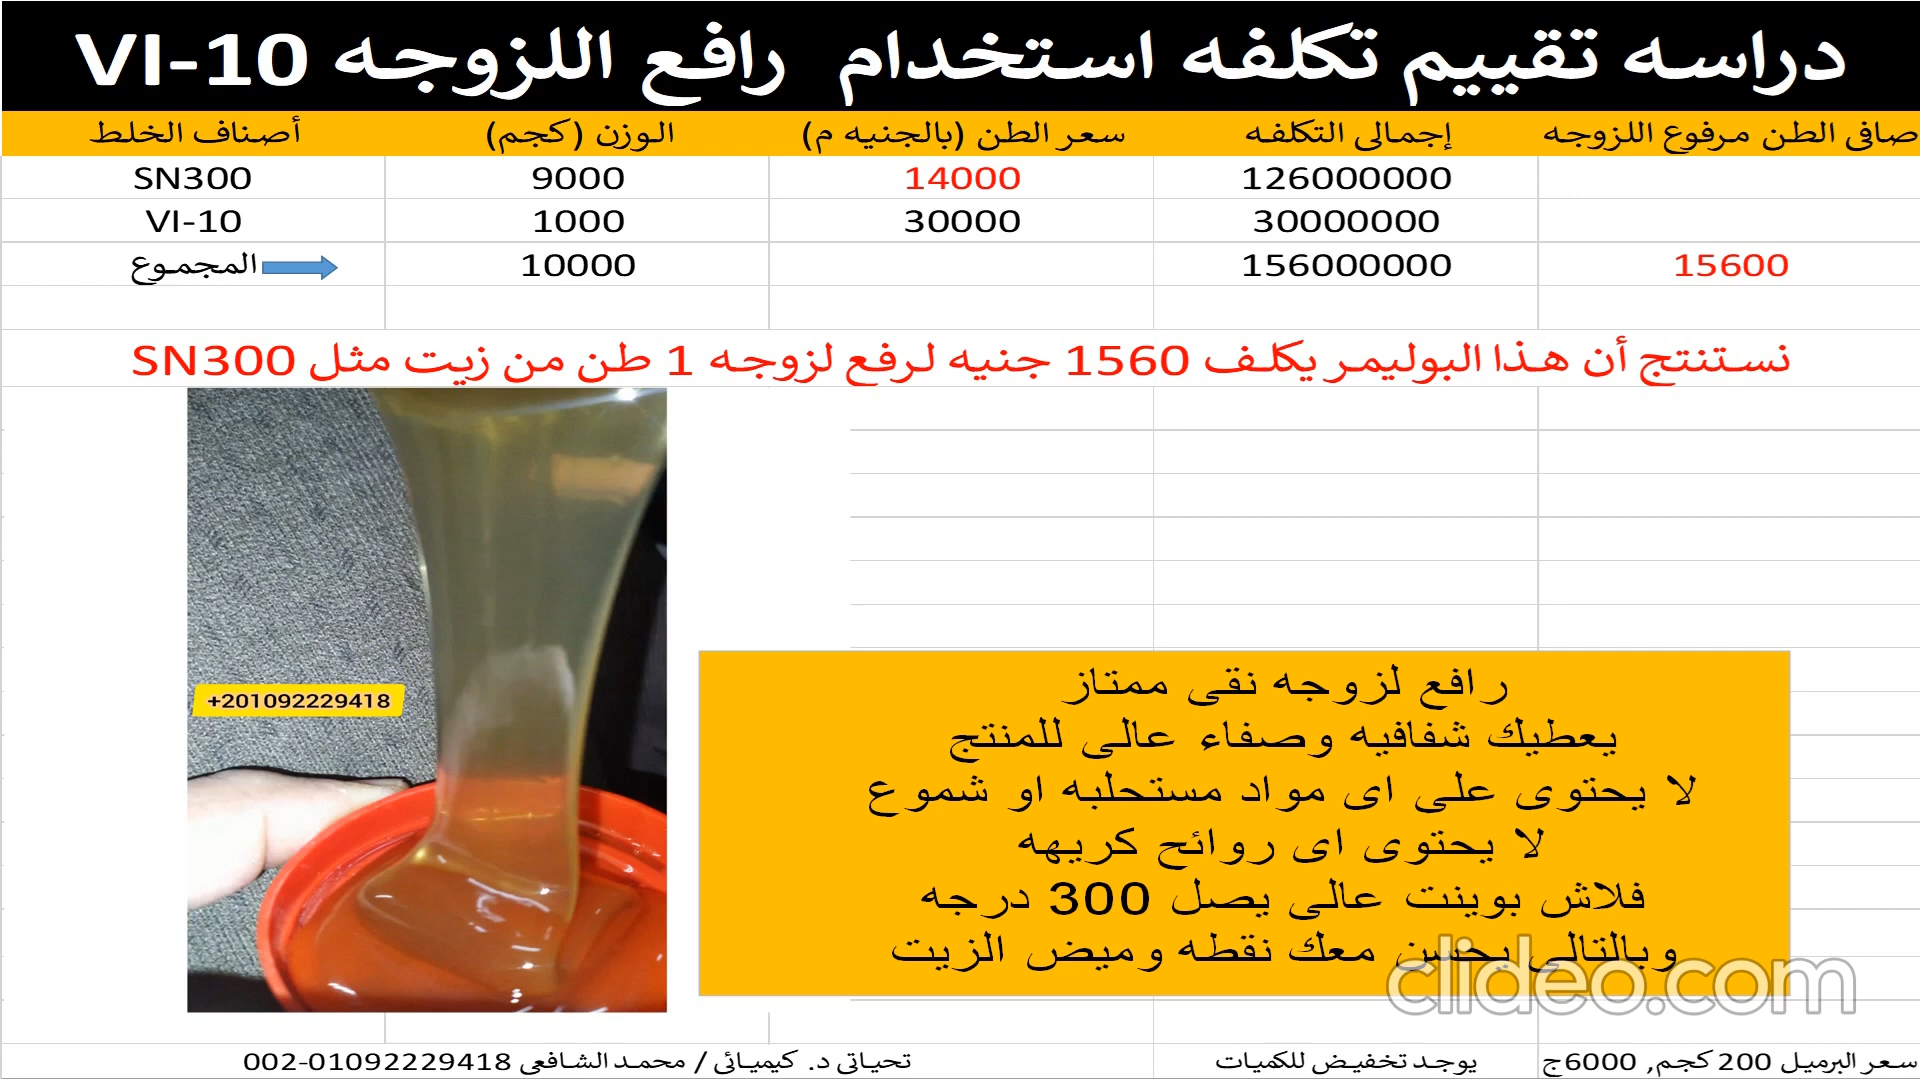 دراسه تقييم تكلفه استخدام رافع اللزوجه VI-10
أصناف الخلط الوزن (كجم) سعر الطن (بالجنيه م) إجمالى التكلفه صافى الطن مرفوع اللزوجه
SN300 9000 14000 126000000
VI-10 1000 30000 30000000
المجموع 10000 156000000 15600
نستنتج أن هذا البوليمر يكلف 1560 جنيه لرفع لزوجه 1 طن من زيت مثل SN300
+201092229418
رافع لزوجه نقى ممتاز
يعطيك شفافيه وصفاء عالى للمنتج
لا يحتوى على اى مواد مستحلبه او شموع
لا يحتوى اى روائح كريهه
فلاش بوينت عالى يصل 300 درجه
وبالتالى يحسن معك نقطه وميض الزيت
clideo.com
تحياتى د. كيميائى / محمد الشافعى 01092229418-002 يوجد تخفيض للكميات سعر البرميل 200 كجم, 6000ج